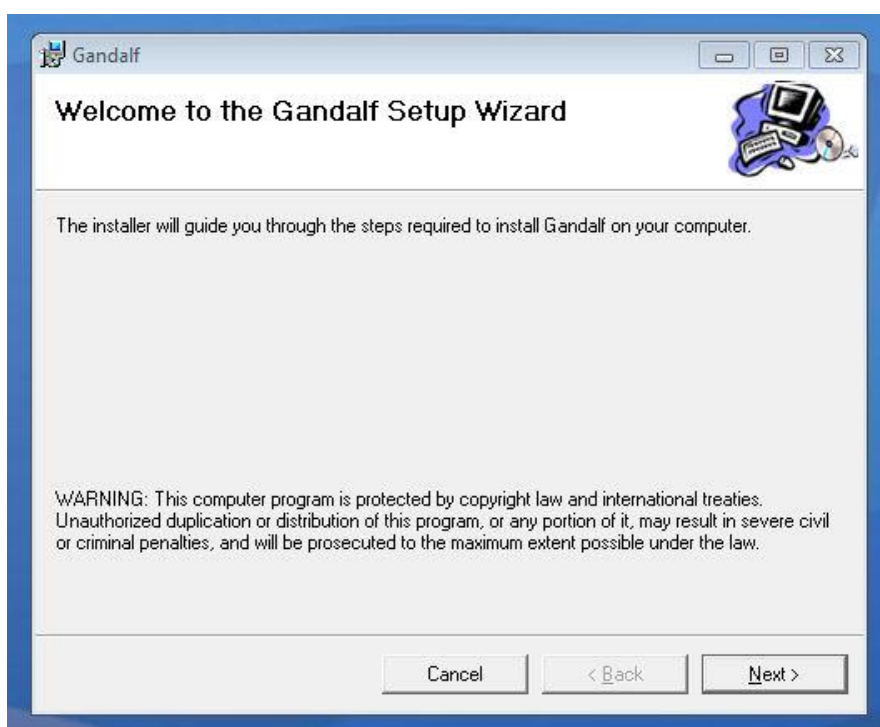 Gandalf
Welcome to the Gandalf Setup Wizard
The installer will guide you through the steps required to install Gandalf on your computer.
WARNING: This computer program is protected by copyright law and international treaties.
Unauthorized duplication or distribution of this program, or any portion of it, may result in severe civil
or criminal penalties, and will be prosecuted to the maximum extent possible under the law.
Cancel
< Back
Next >